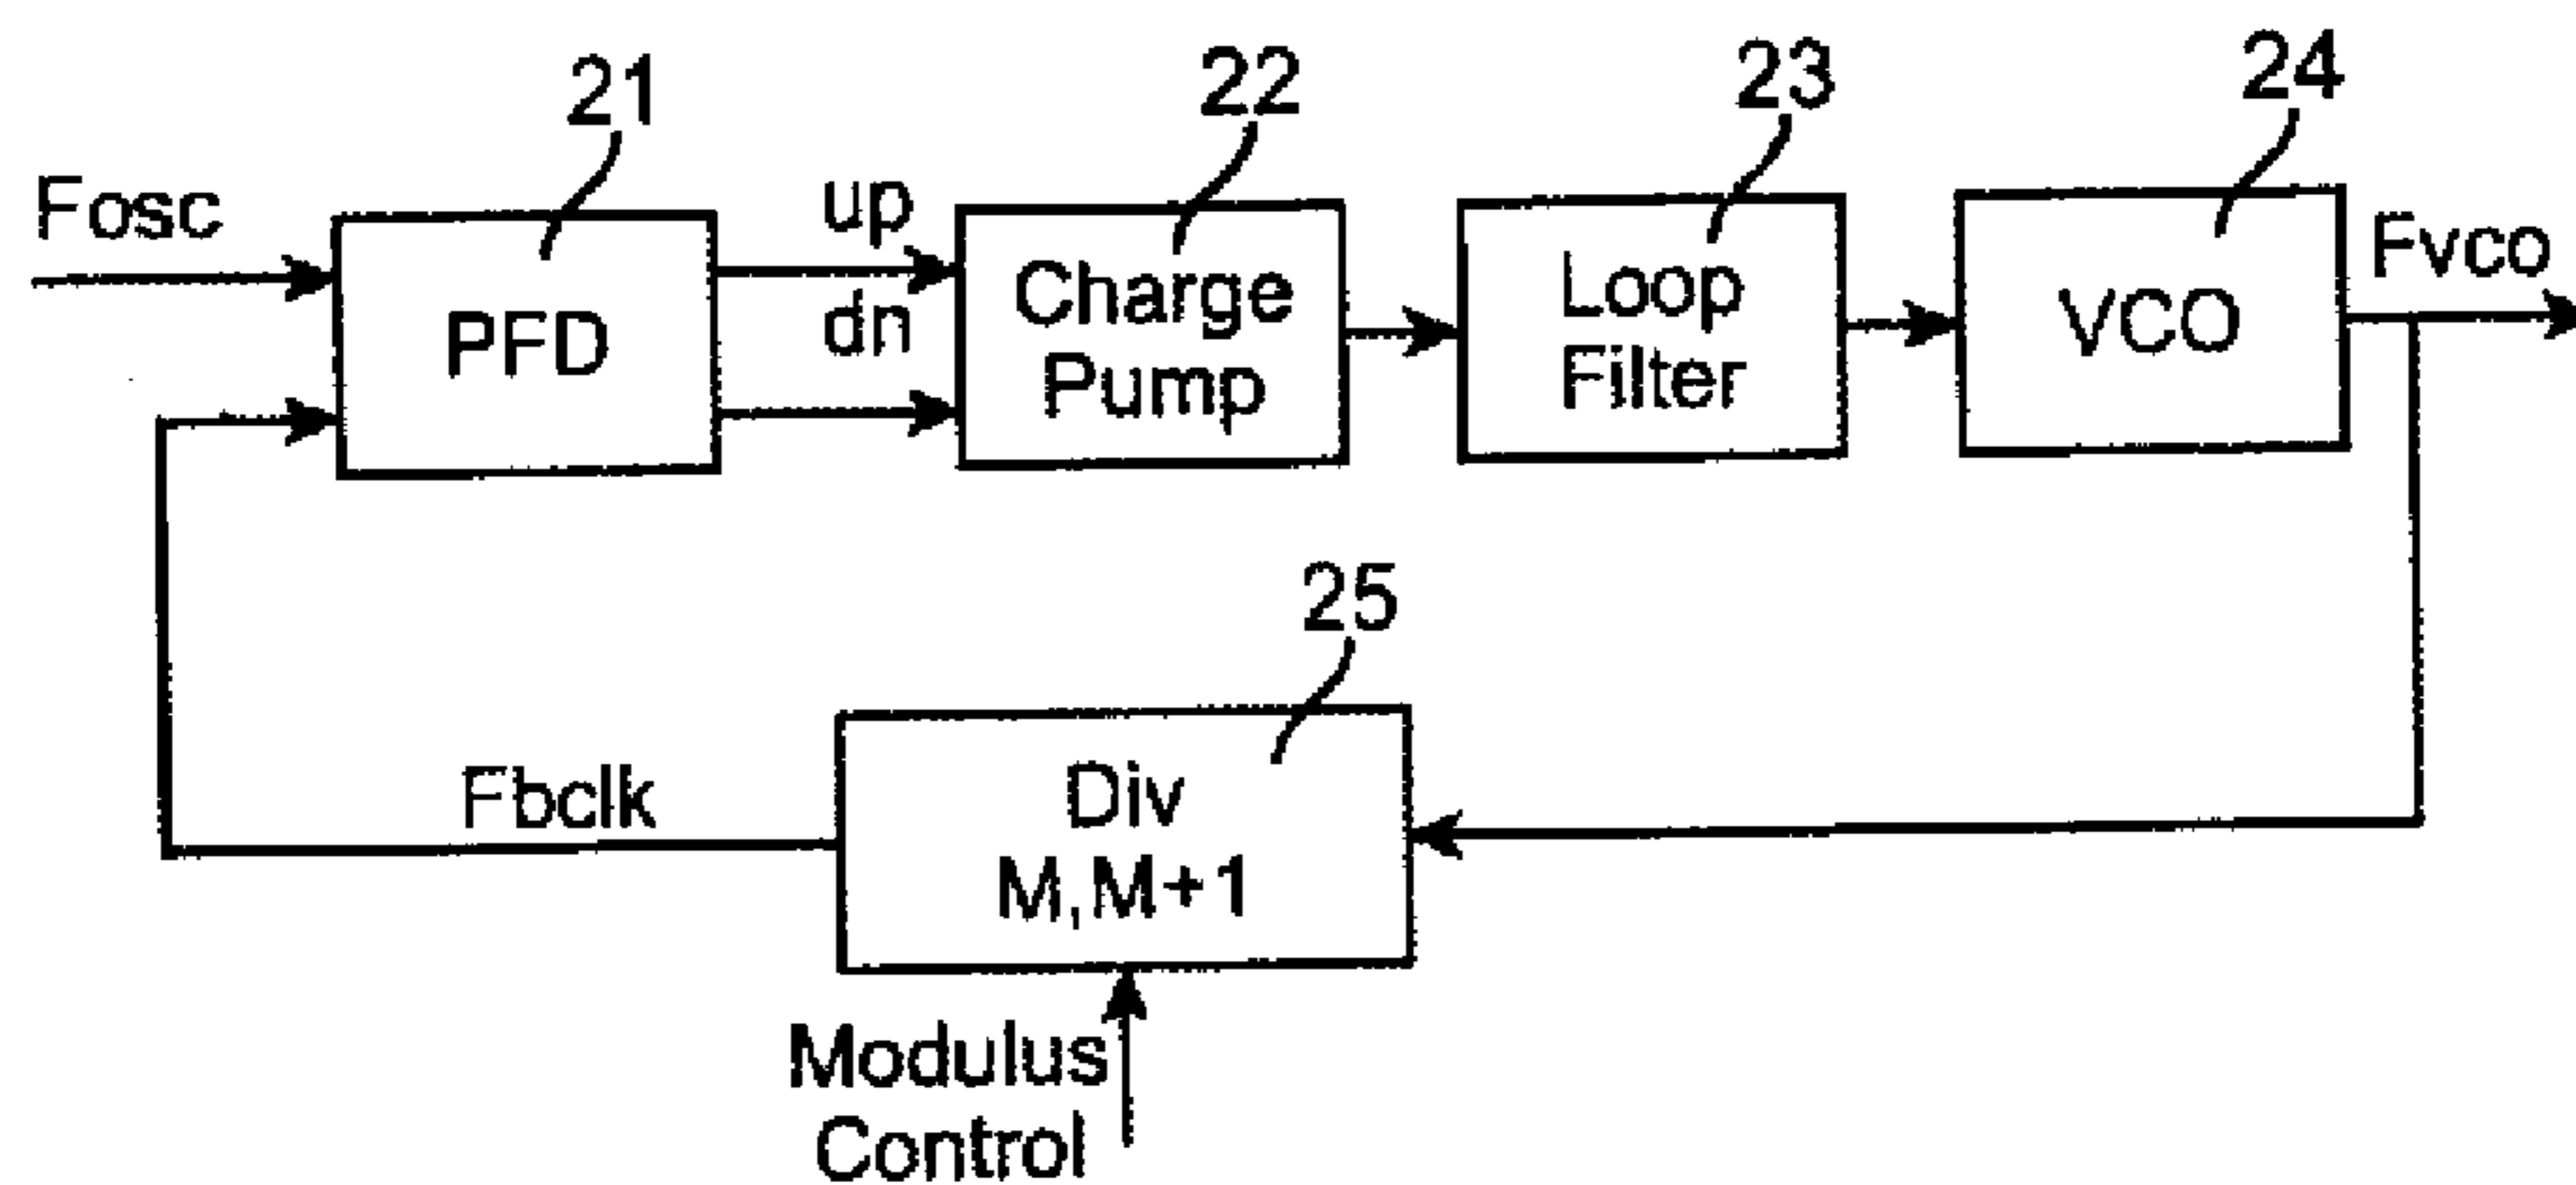 21
22
23
24
Fosc
up
Fvco
PFD
dn
Charge
Pump
Loop
Filter
VCO
25
Fbclk
Div
M,M+1
Modulus
Control